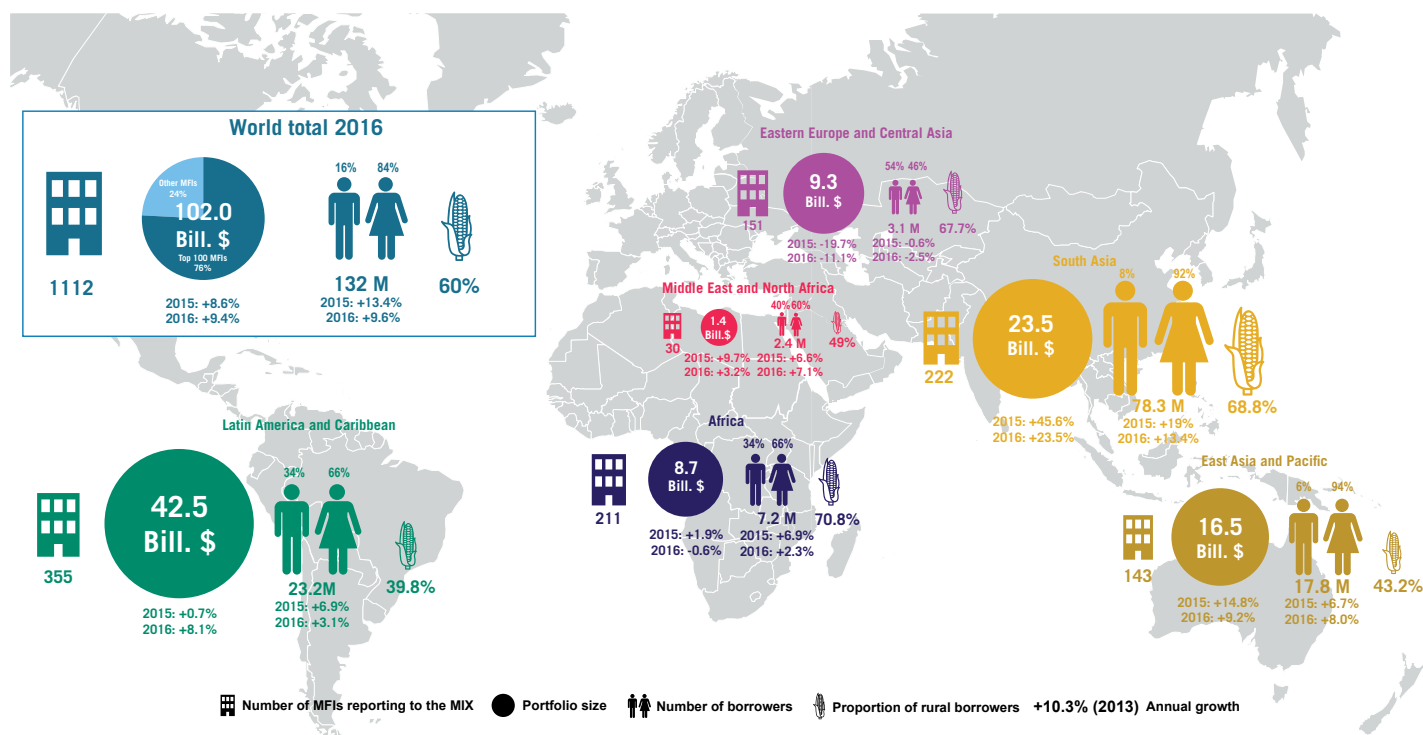 World total 2016
16% 84%
Other MFIs
24%
102.0
Bill. $
Top 100 MFIs
76%
1112
132 M
60%
2015: +8.6%
2016: +9.4%
2015: +13.4%
2016: +9.6%
Eastern Europe and Central Asia
54% 46%
9.3
Bill. $
151
3.1 M
67.7%
2015: -19.7%
2016: -11.1%
2015: -0.6%
2016: -2.5%
Middle East and North Africa
40% 60%
1.4
Bill.$
30
2.4 M
49%
2015: +9.7%
2016: +3.2%
2015: +6.6%
2016: +7.1%
South Asia
8% 92%
23.5
Bill. $
222
78.3 M
68.8%
2015: +45.6%
2016: +23.5%
2015: +19%
2016: +13.4%
Latin America and Caribbean
34% 66%
42.5
Bill. $
355
23.2M
39.8%
2015: +0.7%
2016: +8.1%
2015: +6.9%
2016: +3.1%
Africa
34% 66%
8.7
Bill. $
211
7.2 M
70.8%
2015: +1.9%
2016: -0.6%
2015: +6.9%
2016: +2.3%
East Asia and Pacific
6% 94%
16.5
Bill. $
143
17.8 M
43.2%
2015: +14.8%
2016: +9.2%
2015: +6.7%
2016: +8.0%
Number of MFIs reporting to the MIX
Portfolio size
Number of borrowers
Proportion of rural borrowers
+10.3% (2013) Annual growth